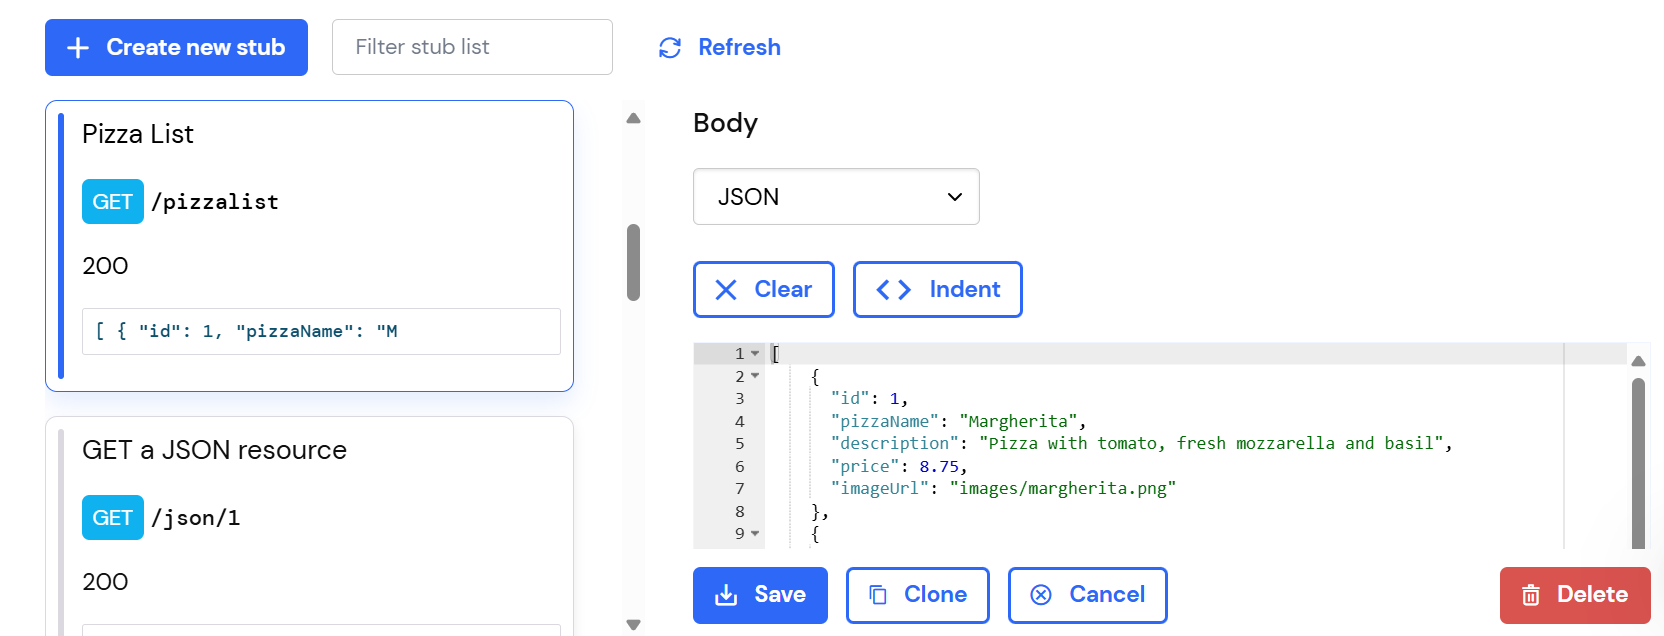 Create new stub
Filter stub list
Refresh
Pizza List
GET /pizzalist
200
[ { "id": 1, "pizzaName": "M
GET a JSON resource
GET /json/1
200
Body
JSON
Clear
Indent
1 [
2 {
3 "id": 1,
4 "pizzaName": "Margherita",
5 "description": "Pizza with tomato, fresh mozzarella and basil",
6 "price": 8.75,
7 "imageUrl": "images/margherita.png"
8 },
9 {
Save
Clone
Cancel
Delete